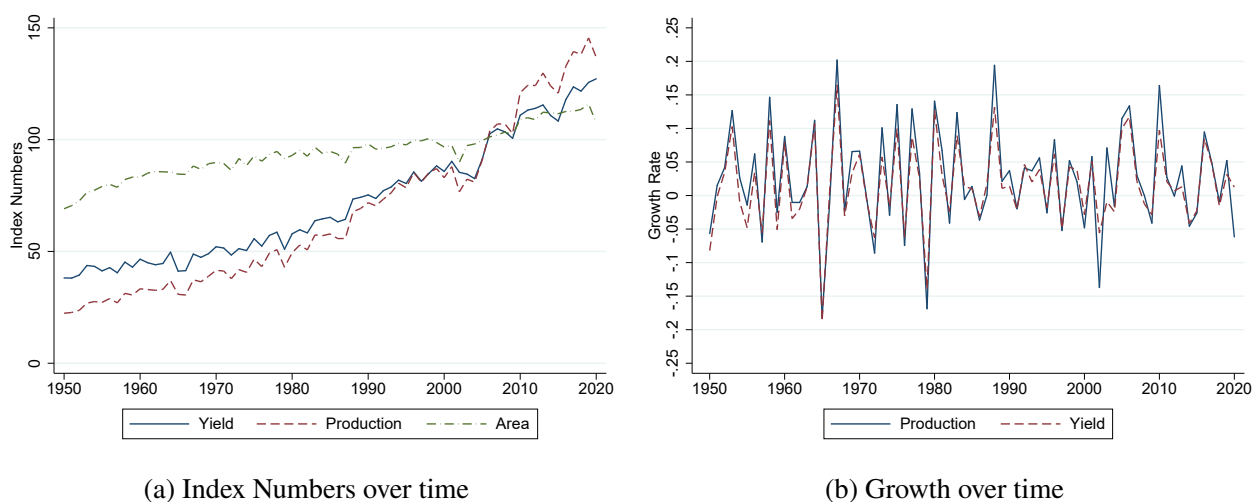 Index Numbers
150
100
50
0
1950 1960 1970 1980 1990 2000 2010 2020
Yield Production Area
(a) Index Numbers over time
Growth Rate
.2
.15
.1
.05
0
-.05
-.1
-.15
-.2
-.25
1950 1960 1970 1980 1990 2000 2010 2020
Production Yield
(b) Growth over time